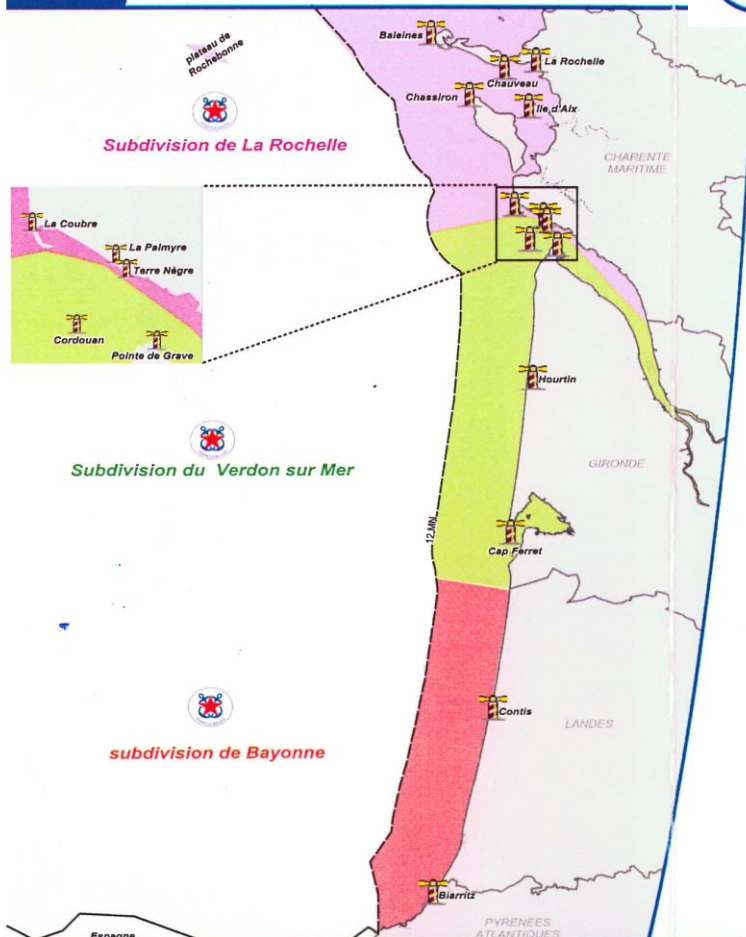 Baleines
plateau de
Rochebonne
La Rochelle
Chauveau
Chassiron
Ile d'Aix
Subdivision de La Rochelle
CHARENTE
MARITIME
La Coubre
La Palmyre
Terre Nègre
Cordouan
Pointe de Grave
Hourtin
Subdivision du Verdon sur Mer
GIRONDE
12 MN
Cap Ferret
Contis
LANDES
subdivision de Bayonne
Biarritz
PYRENEES
ATLANTIQUES
Espagne